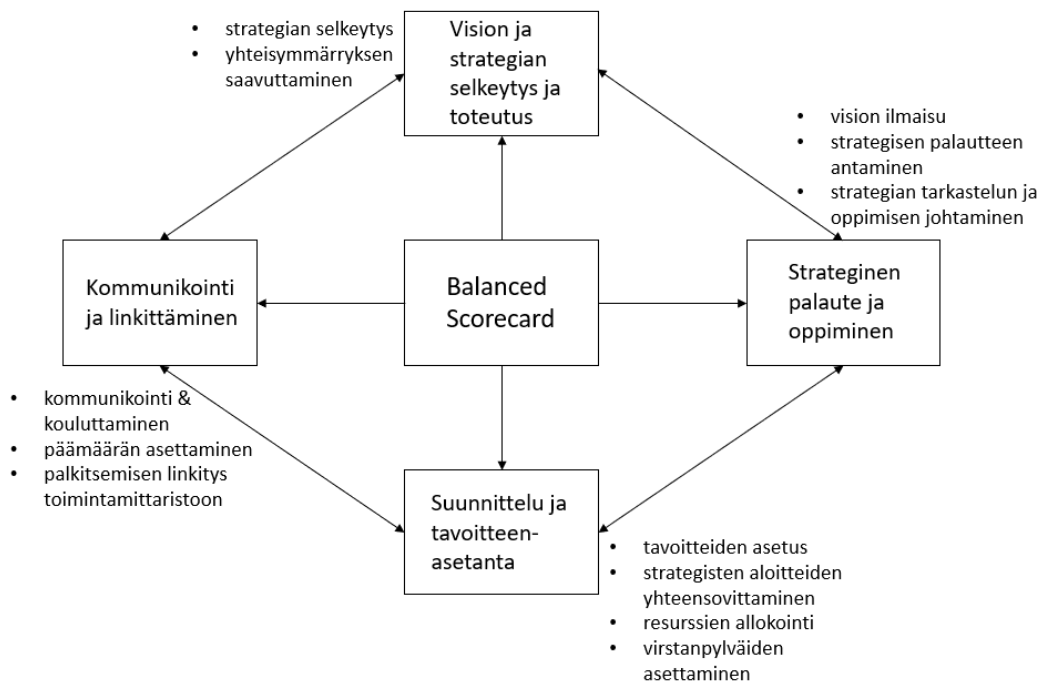 • strategian selkeytys
• yhteisymmärryksen
saavuttaminen
Vision ja
strategian
selkeytys ja
toteutus
• vision ilmaisu
• strategisen palautteen
antaminen
• strategian tarkastelun ja
oppimisen johtaminen
Kommunikointi
ja linkittäminen
Balanced
Scorecard
Strateginen
palaute ja
oppiminen
• kommunikointi &
kouluttaminen
• päämäärän asettaminen
• palkitsemisen linkitys
toimintamittaristoon
Suunnittelu ja
tavoitteen-
asetanta
• tavoitteiden asetus
• strategisten aloitteiden
yhteensovittaminen
• resurssien allokointi
• virstanpylväiden
asettaminen